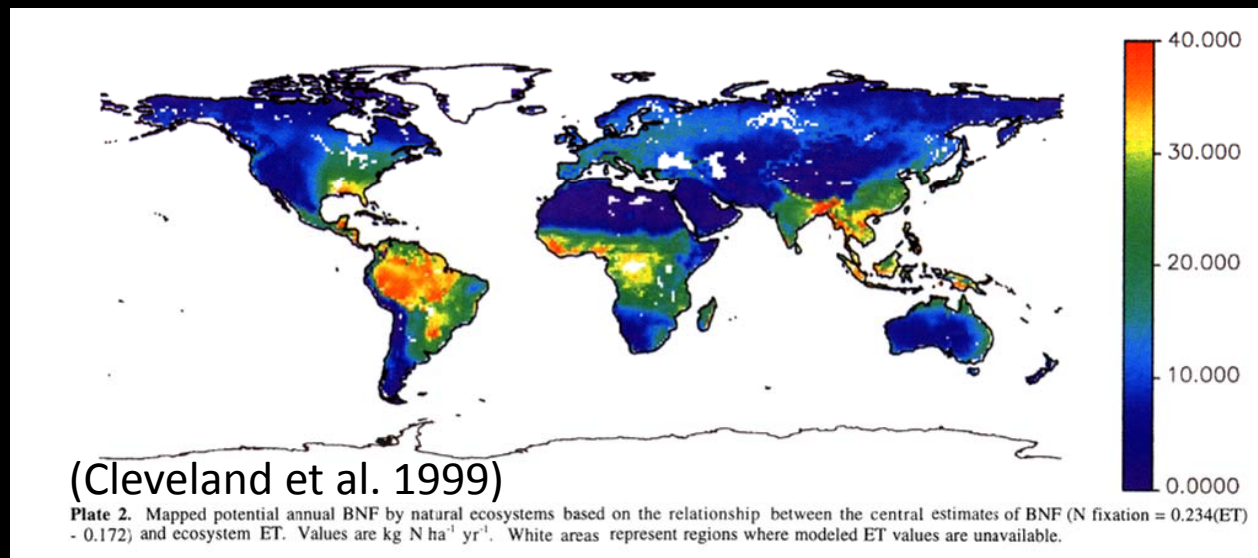 40.000
30.000
20.000
10.000
0.0000
(Cleveland et al. 1999)
Plate 2. Mapped potential annual BNF by natural ecosystems based on the relationship between the central estimates of BNF (N fixation = 0.234(ET)
- 0.172) and ecosystem ET. Values are kg N ha⁻¹ yr⁻¹. White areas represent regions where modeled ET values are unavailable.